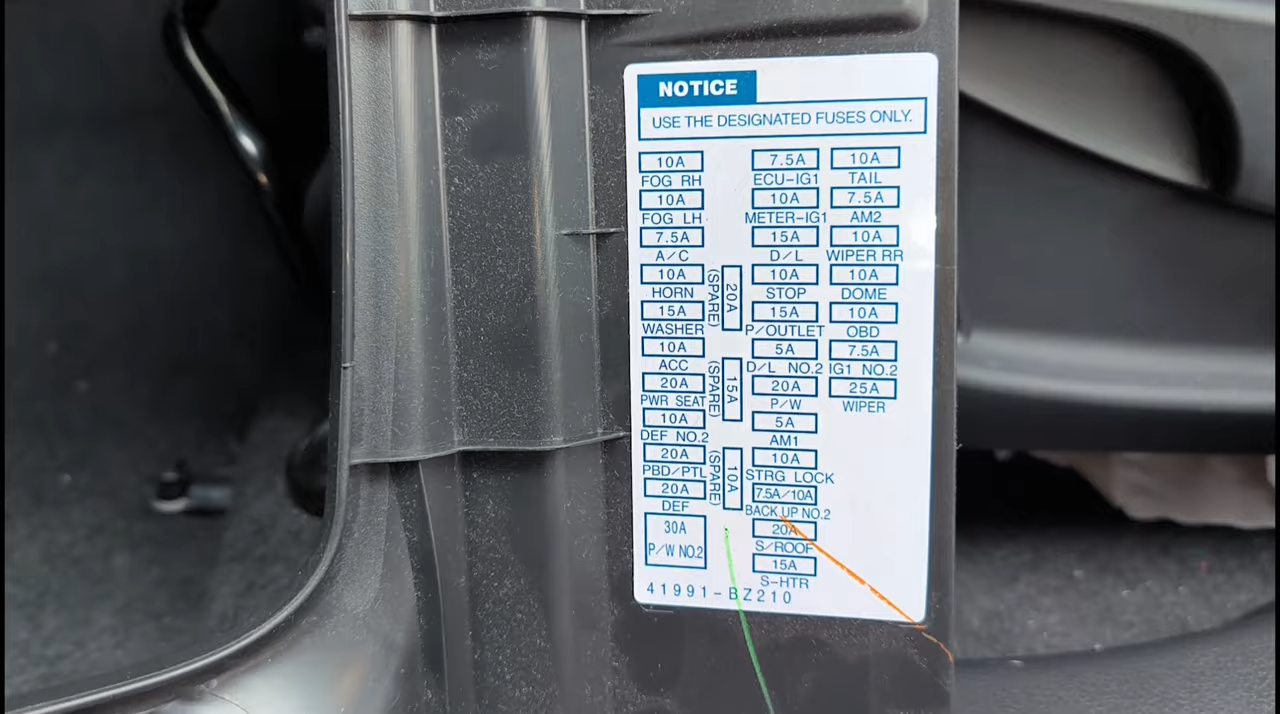 NOTICE
USE THE DESIGNATED FUSES ONLY.
10A
FOG RH
10A
FOG LH
7.5A
A/C
10A
HORN
15A
WASHER
10A
ACC
20A
PWR SEAT
10A
DEF NO.2
20A
PBD/PTL
20A
DEF
30A
P/W NO.2
(SPARE) 20A
(SPARE) 15A
(SPARE) 10A
7.5A
ECU-IG1
10A
METER-IG1
15A
D/L
10A
STOP
15A
P/OUTLET
5A
D/L NO.2
20A
P/W
5A
AM1
10A
STRG LOCK
7.5A/10A
BACK UP NO.2
20A
S/ROOF
15A
S-HTR
10A
TAIL
7.5A
AM2
10A
WIPER RR
10A
DOME
10A
OBD
7.5A
IG1 NO.2
25A
WIPER
41991-BZ210